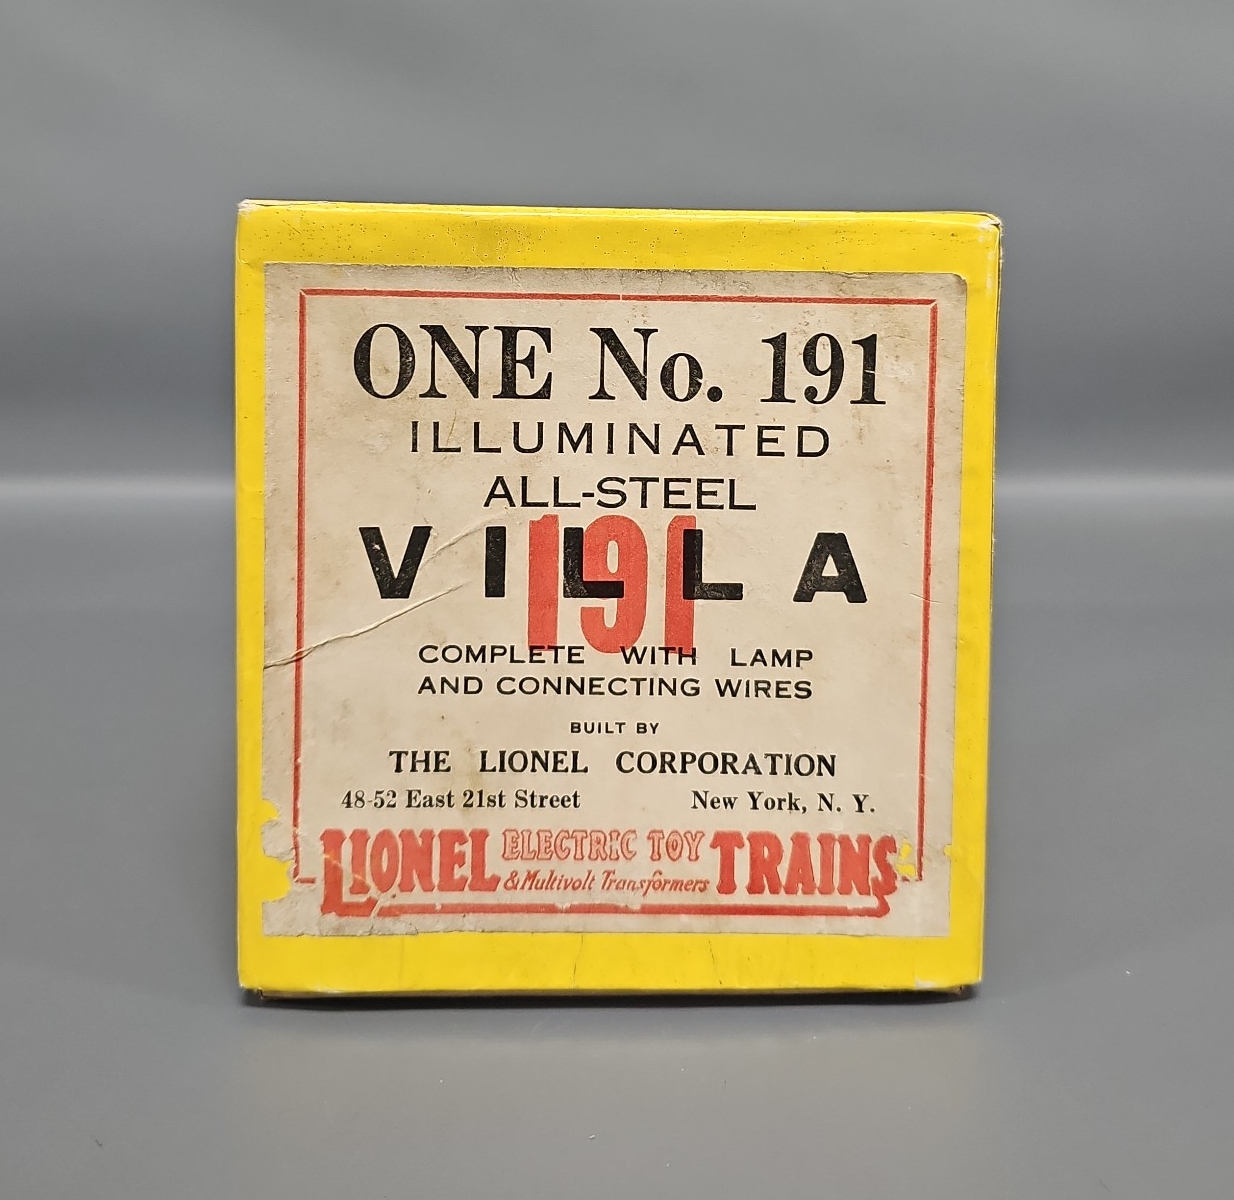 ONE No. 191
ILLUMINATED
ALL-STEEL
VILLA
191
COMPLETE WITH LAMP
AND CONNECTING WIRES
BUILT BY
THE LIONEL CORPORATION
48-52 East 21st Street New York, N. Y.
LIONEL ELECTRIC TOY TRAINS
& Multivolt Transformers